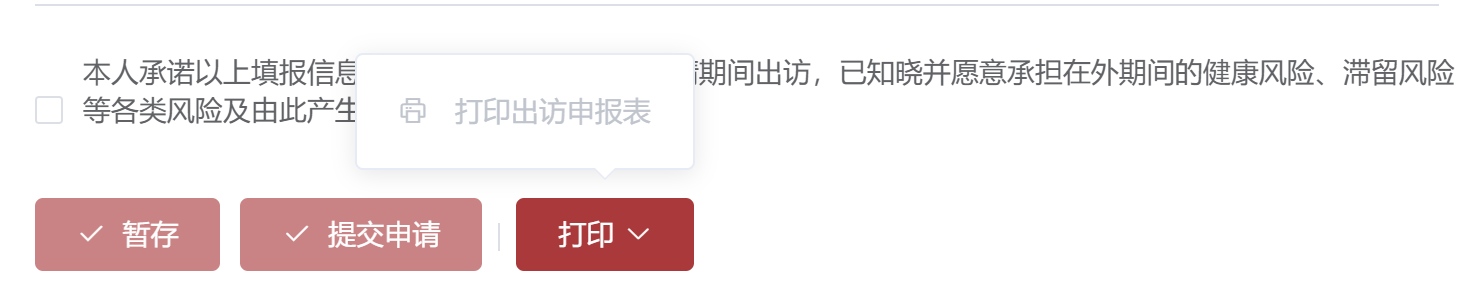 本人承诺以上填报信息
期间出访，已知晓并愿意承担在外期间的健康风险、滞留风险
等各类风险及由此产生
打印出访申报表
暂存
提交申请
打印